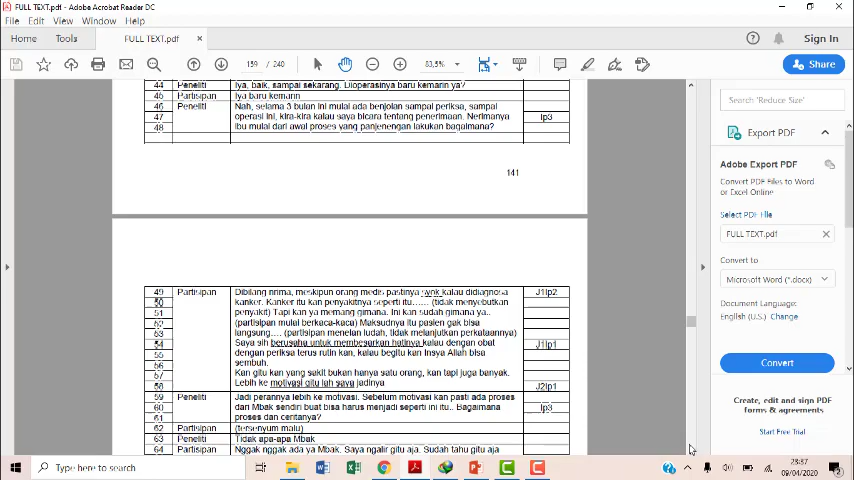 FULL TEXT.pdf - Adobe Acrobat Reader DC
File Edit View Window Help
Home Tools FULL TEXT.pdf × Sign In
159 / 240 83,5% Share
44 Peneliti Iya, baik, sampai sekarang. Dioperasinya baru kemarin ya?
45 Partisipan Iya baru kemarin
46 Peneliti Nah, selama 3 bulan ini mulai ada benjolan sampai periksa, sampai
47 operasi ini, kira-kira kalau saya bicara tentang penerimaan. Nerimanya Ip3
48 ibu mulai dari awal proses yang panjenengan lakukan bagaimana?
141
49 Partisipan Dibilang nrima, meskipun orang medis pastinya syok kalau didiagnosa J1Ip2
50 kanker. Kanker itu kan penyakitnya seperti itu...... (tidak menyebutkan
51 penyakit) Tapi kan ya memang gimana. Ini kan sudah gimana ya..
52 (partisipan mulai berkaca-kaca) Maksudnya itu pasien gak bisa
53 langsung.... (partisipan menelan ludah, tidak melanjutkan perkataannya)
54 Saya sih berusaha untuk membesarkan hatinya kalau dengan obat J1Ip1
55 dengan periksa terus rutin kan, kalau begitu kan Insya Allah bisa
56 sembuh.
57 Kan gitu kan yang sakit bukan hanya satu orang, kan tapi juga banyak.
58 Lebih ke motivasi gitu lah saya jadinya J2Ip1
59 Peneliti Jadi perannya lebih ke motivasi. Sebelum motivasi kan pasti ada proses
60 dari Mbak sendiri buat bisa harus menjadi seperti ini itu.. Bagaimana Ip3
61 proses dan ceritanya?
62 Partisipan (tersenyum malu)
63 Peneliti Tidak apa-apa Mbak
64 Partisipan Nggak nggak ada ya Mbak. Saya ngalir gitu aja. Sudah tahu gitu aja
Search 'Reduce Size'
Export PDF
Adobe Export PDF
Convert PDF Files to Word
or Excel Online
Select PDF File
FULL TEXT.pdf ×
Convert to
Microsoft Word (*.docx)
Document Language:
English (U.S.) Change
Convert
Create, edit and sign PDF
forms & agreements
Start Free Trial
Type here to search
23:37
09/04/2020
2